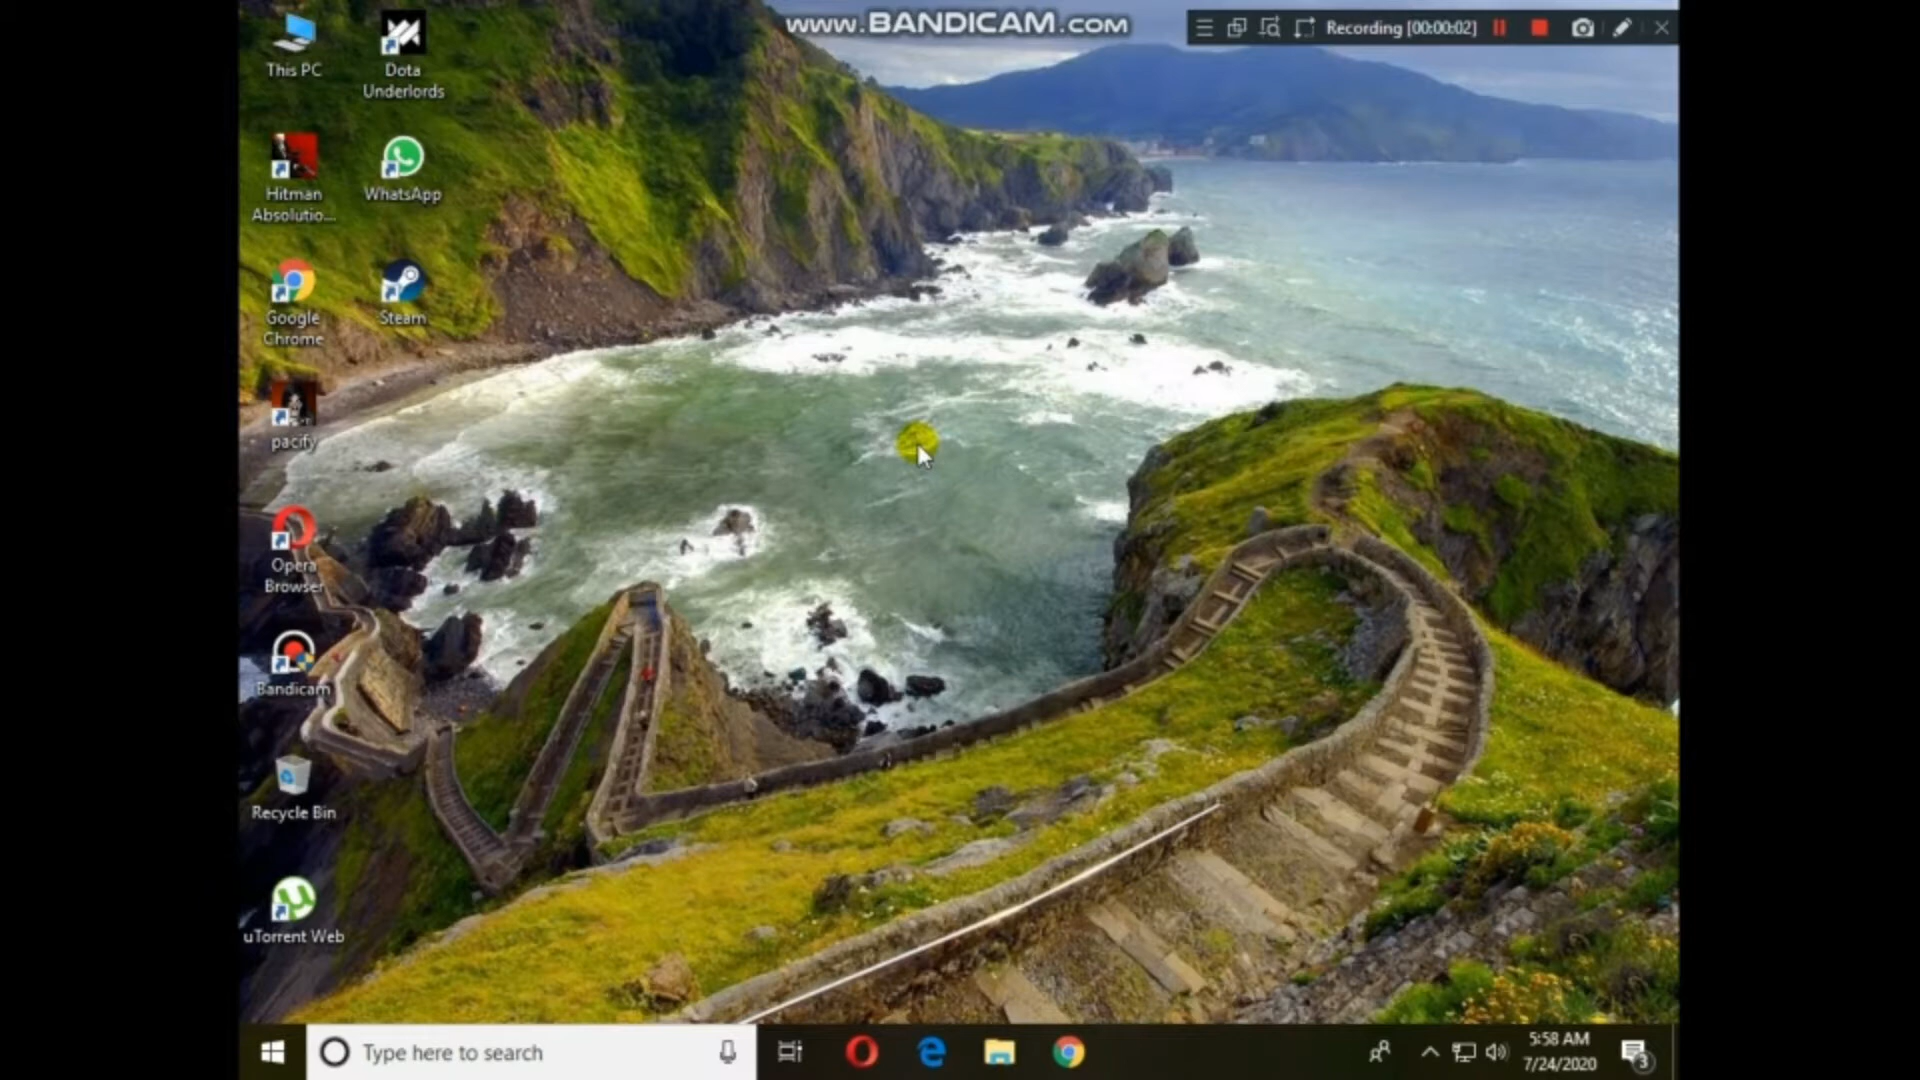 www.BANDICAM.com
Recording [00:00:02]
This PC
Dota
Underlords
Hitman
Absolutio...
WhatsApp
Google
Chrome
Steam
pacify
Opera
Browser
Bandicam
Recycle Bin
uTorrent Web
Type here to search
5:58 AM
7/24/2020
3